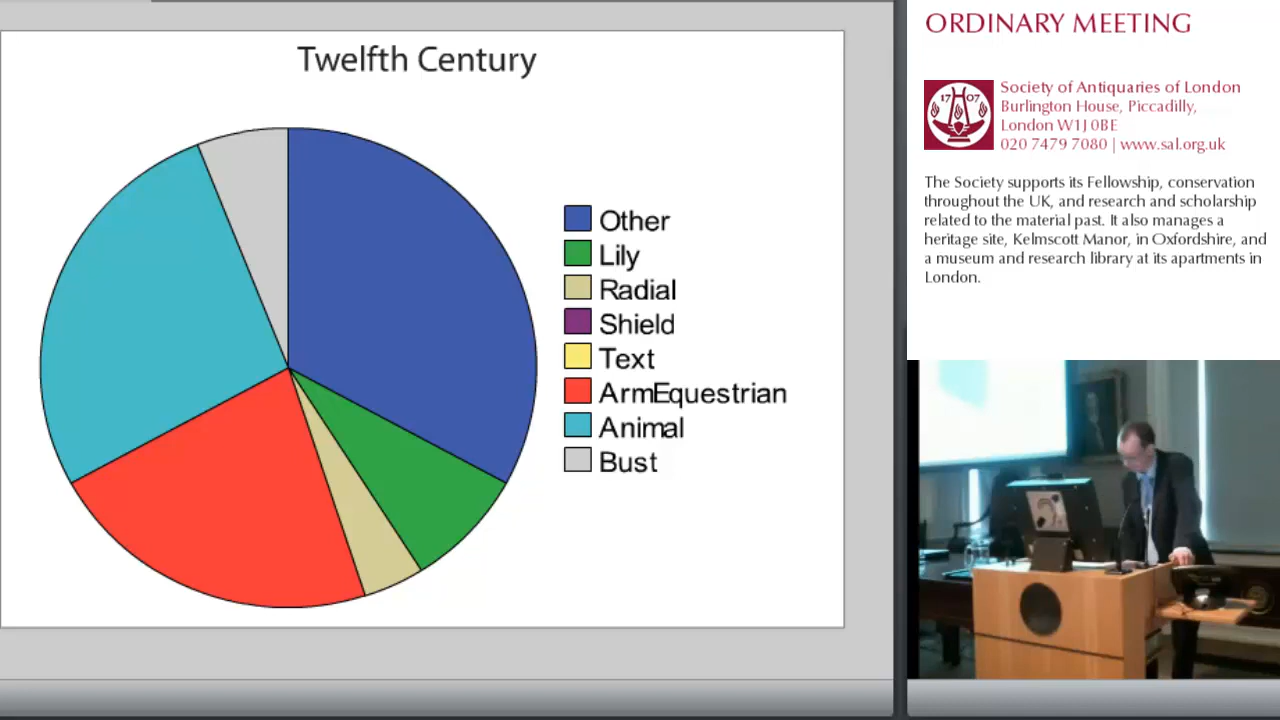 Twelfth Century
Other
Lily
Radial
Shield
Text
ArmEquestrian
Animal
Bust
ORDINARY MEETING
17 07
Society of Antiquaries of London
Burlington House, Piccadilly,
London W1J 0BE
020 7479 7080 | www.sal.org.uk
The Society supports its Fellowship, conservation
throughout the UK, and research and scholarship
related to the material past. It also manages a
heritage site, Kelmscott Manor, in Oxfordshire, and
a museum and research library at its apartments in
London.